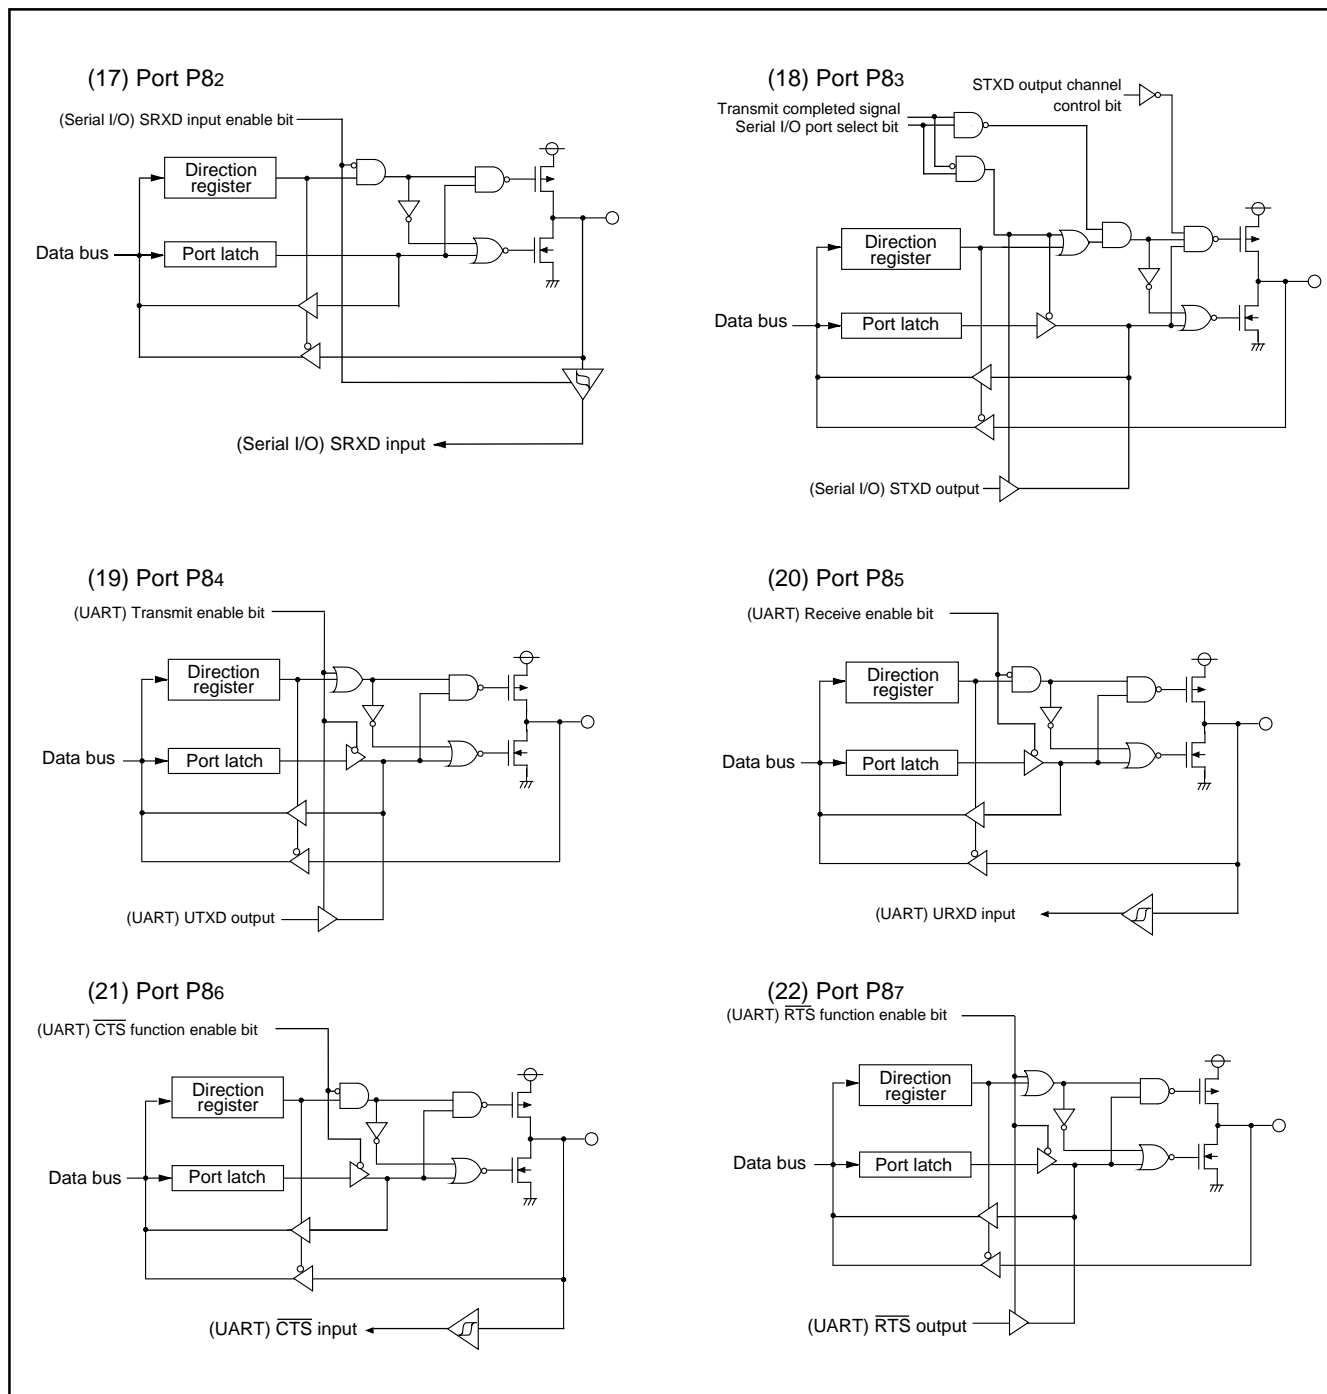 (17) Port P82
(Serial I/O) SRXD input enable bit
Direction
register
Data bus
Port latch
(Serial I/O) SRXD input
(18) Port P83
STXD output channel
control bit
Transmit completed signal
Serial I/O port select bit
Direction
register
Data bus
Port latch
(Serial I/O) STXD output
(19) Port P84
(UART) Transmit enable bit
Direction
register
Data bus
Port latch
(UART) UTXD output
(20) Port P85
(UART) Receive enable bit
Direction
register
Data bus
Port latch
(UART) URXD input
(21) Port P86
(UART) C̅T̅S̅ function enable bit
Direction
register
Data bus
Port latch
(UART) C̅T̅S̅ input
(22) Port P87
(UART) R̅T̅S̅ function enable bit
Direction
register
Data bus
Port latch
(UART) R̅T̅S̅ output